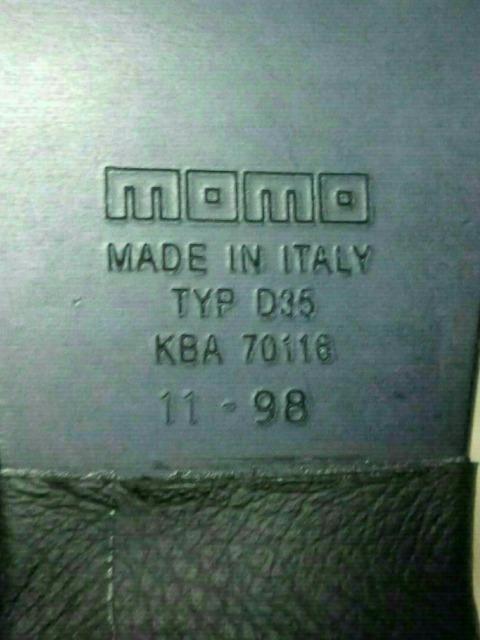 momo
MADE IN ITALY
TYP D35
KBA 70116
11 - 98